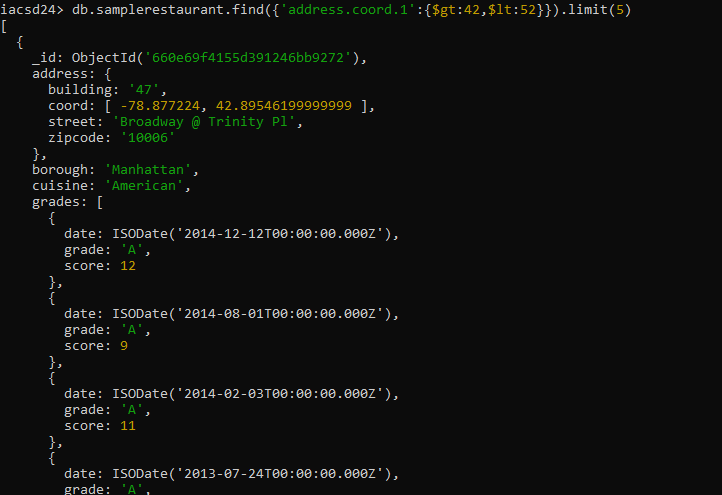 iacsd24> db.samplerestaurant.find({'address.coord.1':{$gt:42,$lt:52}}).limit(5)
[
  {
    _id: ObjectId('660e69f4155d391246bb9272'),
    address: {
      building: '47',
      coord: [ -78.877224, 42.89546199999999 ],
      street: 'Broadway @ Trinity Pl',
      zipcode: '10006'
    },
    borough: 'Manhattan',
    cuisine: 'American',
    grades: [
      {
        date: ISODate('2014-12-12T00:00:00.000Z'),
        grade: 'A',
        score: 12
      },
      {
        date: ISODate('2014-08-01T00:00:00.000Z'),
        grade: 'A',
        score: 9
      },
      {
        date: ISODate('2014-02-03T00:00:00.000Z'),
        grade: 'A',
        score: 11
      },
      {
        date: ISODate('2013-07-24T00:00:00.000Z'),
        grade: 'A',